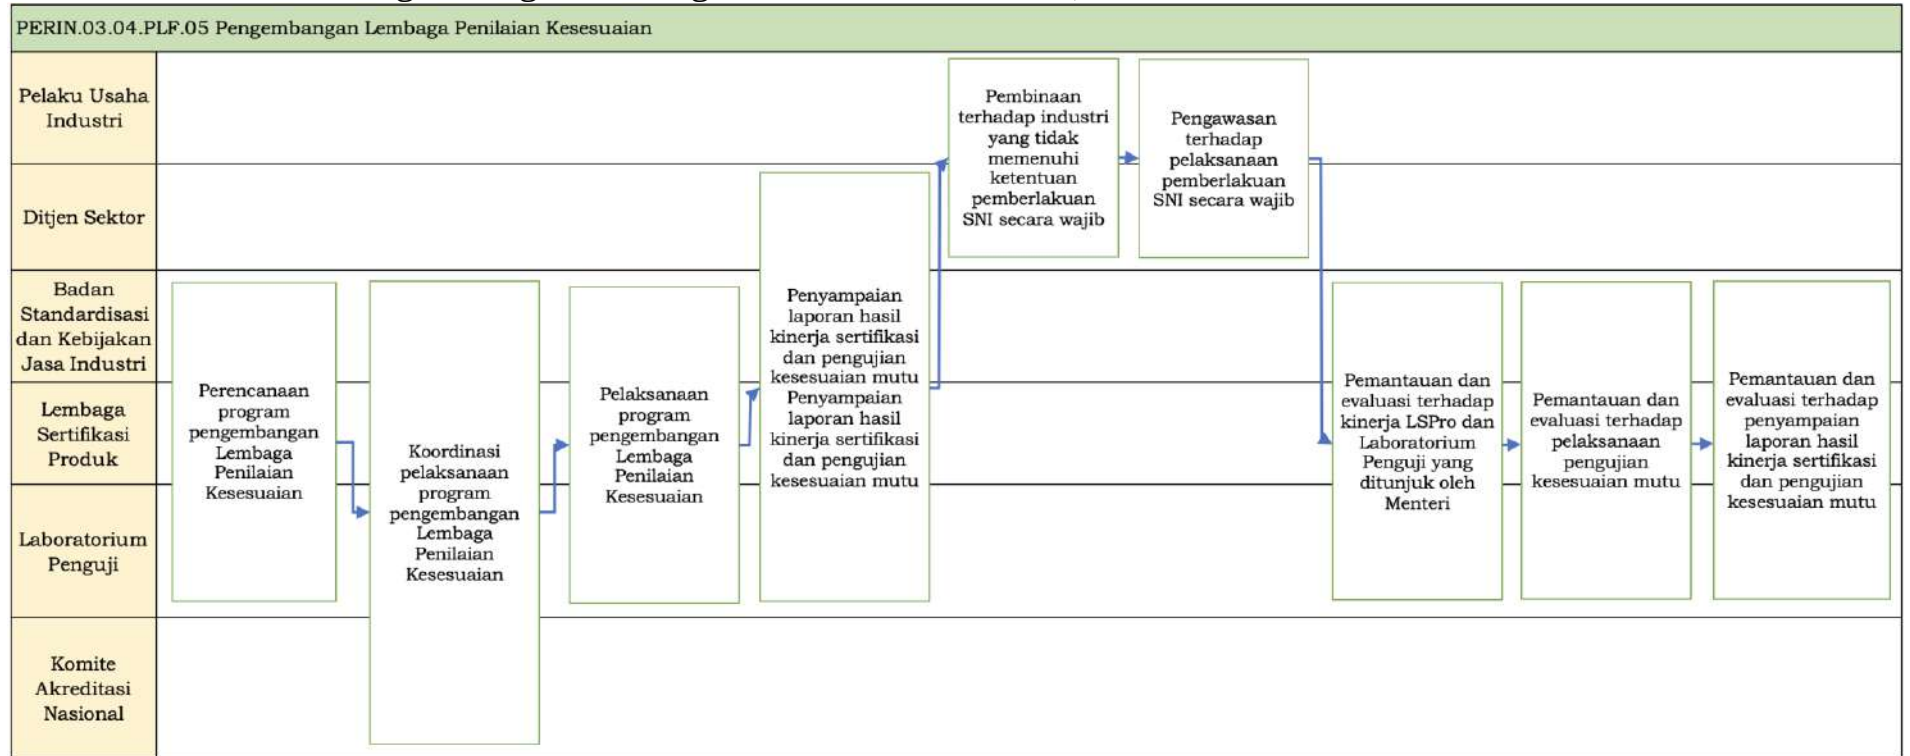 PERIN.03.04.PLF.05 Pengembangan Lembaga Penilaian Kesesuaian
Pelaku Usaha
Industri
Ditjen Sektor
Badan
Standardisasi
dan Kebijakan
Jasa Industri
Lembaga
Sertifikasi
Produk
Laboratorium
Penguji
Komite
Akreditasi
Nasional
Perencanaan
program
pengembangan
Lembaga
Penilaian
Kesesuaian
Koordinasi
pelaksanaan
program
pengembangan
Lembaga
Penilaian
Kesesuaian
Pelaksanaan
program
pengembangan
Lembaga
Penilaian
Kesesuaian
Penyampaian
laporan hasil
kinerja sertifikasi
dan pengujian
kesesuaian mutu
Penyampaian
laporan hasil
kinerja sertifikasi
dan pengujian
kesesuaian mutu
Pembinaan
terhadap industri
yang tidak
memenuhi
ketentuan
pemberlakuan
SNI secara wajib
Pengawasan
terhadap
pelaksanaan
pemberlakuan
SNI secara wajib
Pemantauan dan
evaluasi terhadap
kinerja LSPro dan
Laboratorium
Penguji yang
ditunjuk oleh
Menteri
Pemantauan dan
evaluasi terhadap
pelaksanaan
pengujian
kesesuaian mutu
Pemantauan dan
evaluasi terhadap
penyampaian
laporan hasil
kinerja sertifikasi
dan pengujian
kesesuaian mutu